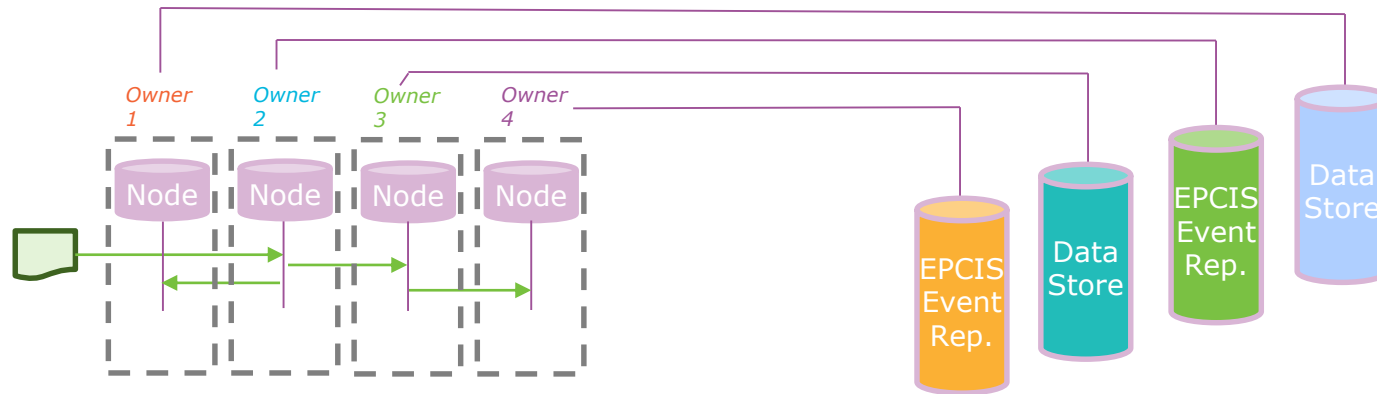 Owner
1
Owner
2
Owner
3
Owner
4
Node
Node
Node
Node
EPCIS
Event
Rep.
Data
Store
EPCIS
Event
Rep.
Data
Store